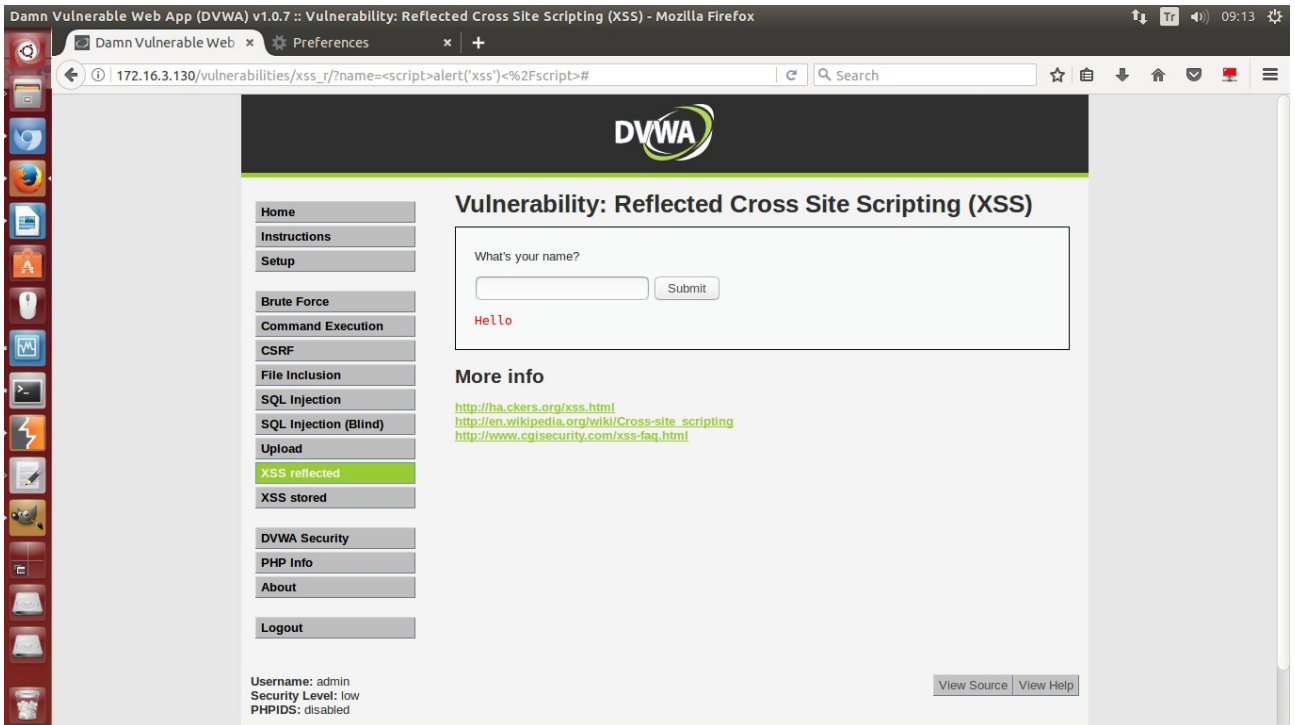 Damn Vulnerable Web App (DVWA) v1.0.7 :: Vulnerability: Reflected Cross Site Scripting (XSS) - Mozilla Firefox
Tr
09:13
Damn Vulnerable Web
Preferences
172.16.3.130/vulnerabilities/xss_r/?name=<script>alert('xss')<%2Fscript>#
Search
DVWA
Home
Instructions
Setup
Brute Force
Command Execution
CSRF
File Inclusion
SQL Injection
SQL Injection (Blind)
Upload
XSS reflected
XSS stored
DVWA Security
PHP Info
About
Logout
Vulnerability: Reflected Cross Site Scripting (XSS)
What's your name?
Submit
Hello
More info
http://ha.ckers.org/xss.html
http://en.wikipedia.org/wiki/Cross-site_scripting
http://www.cgisecurity.com/xss-faq.html
Username: admin
Security Level: low
PHPIDS: disabled
View Source
View Help